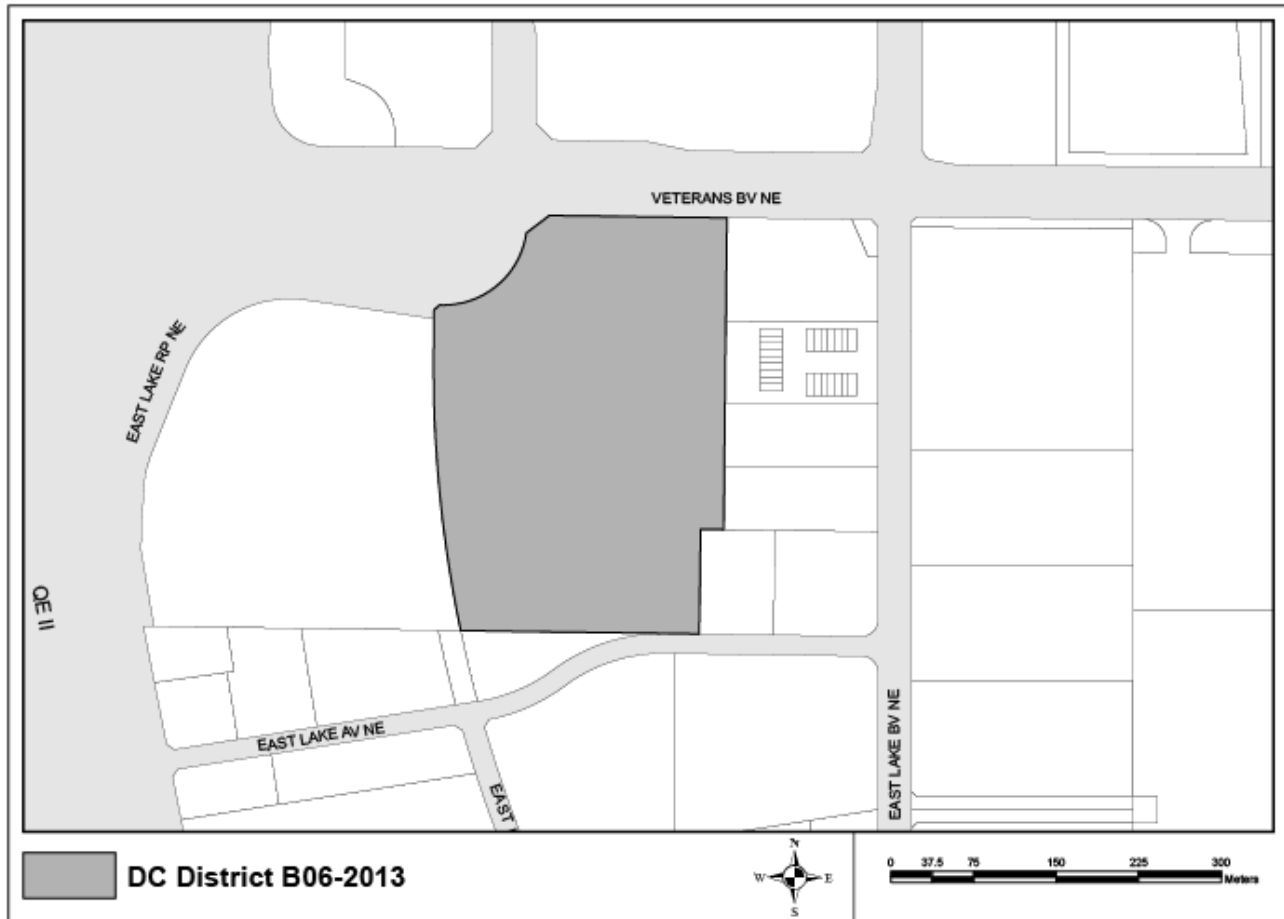 VETERANS BV NE
EAST LAKE RP NE
QE II
EAST LAKE AV NE
EAST
EAST LAKE BV NE
DC District B06-2013
N
W E
S
0 37.5 75 150 225 300
Meters